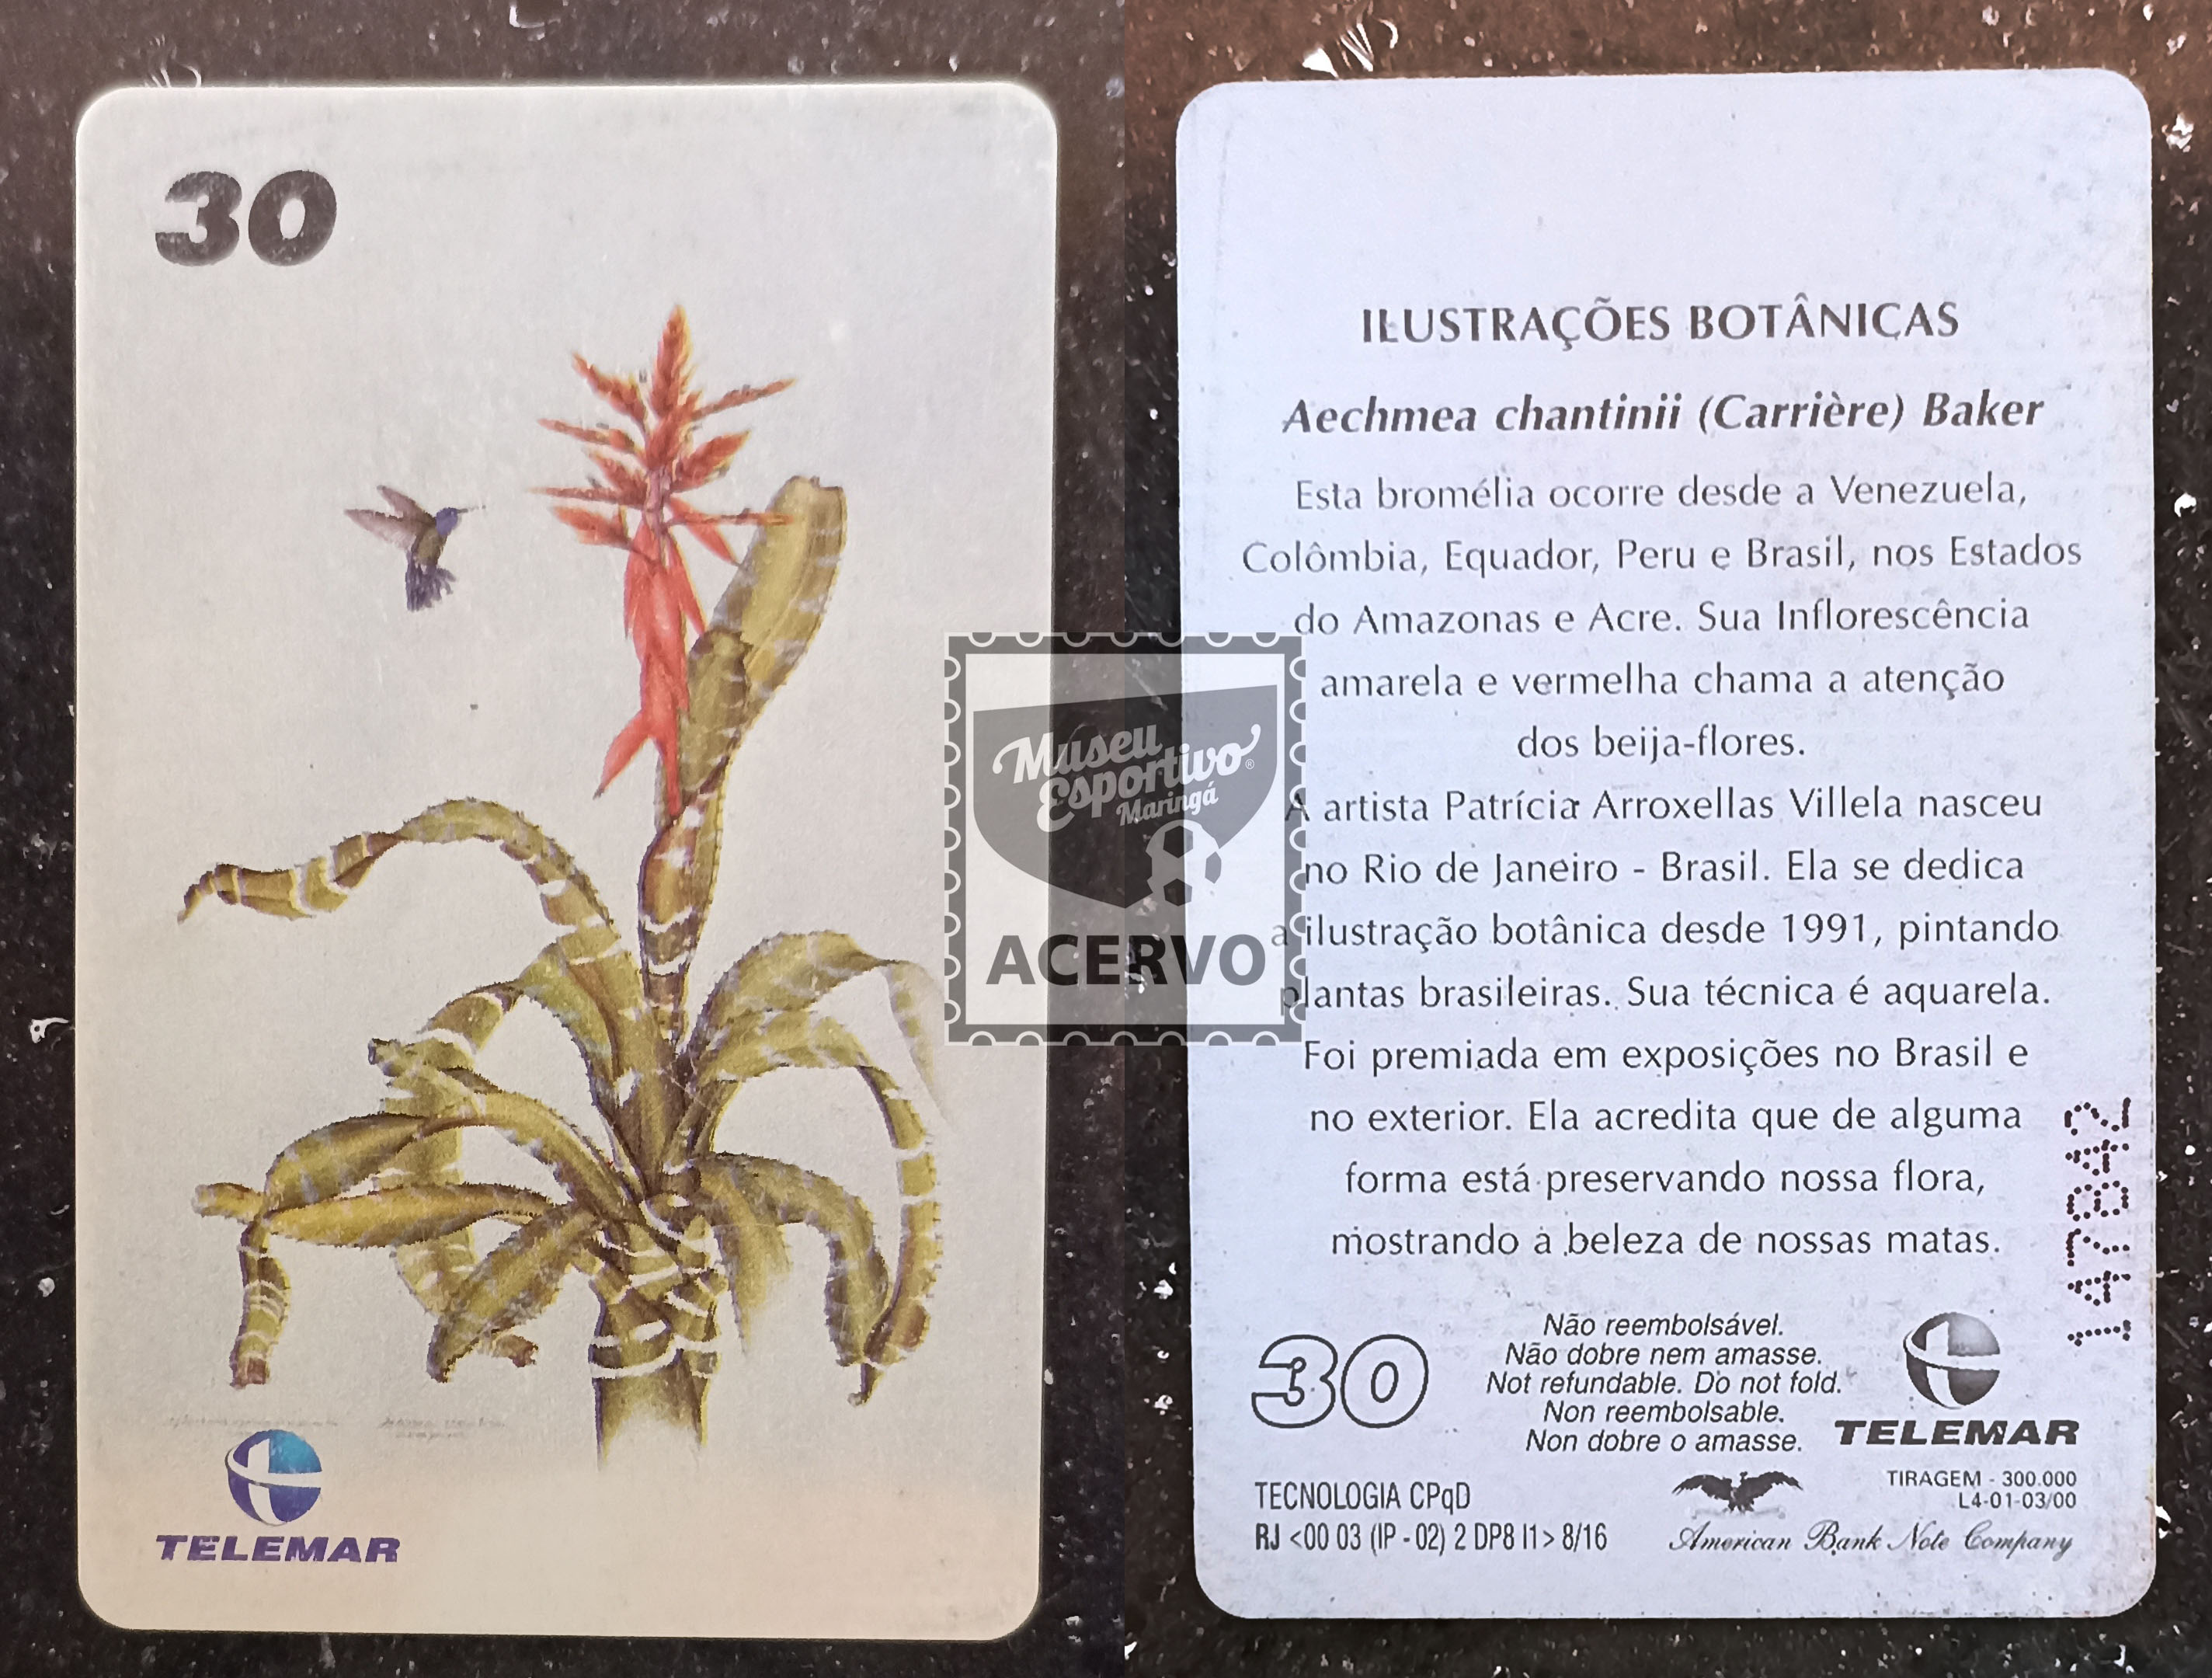 30
TELEMAR
ILUSTRAÇÕES BOTÂNICAS
Aechmea chantinii (Carrière) Baker
Esta bromélia ocorre desde a Venezuela,
Colômbia, Equador, Peru e Brasil, nos Estados
do Amazonas e Acre. Sua Inflorescência
amarela e vermelha chama a atenção
dos beija-flores.
A artista Patrícia Arroxellas Villela nasceu
no Rio de Janeiro - Brasil. Ela se dedica
a ilustração botânica desde 1991, pintando
plantas brasileiras. Sua técnica é aquarela.
Foi premiada em exposições no Brasil e
no exterior. Ela acredita que de alguma
forma está preservando nossa flora,
mostrando a beleza de nossas matas.
30
Não reembolsável.
Não dobre nem amasse.
Not refundable. Do not fold.
Non reembolsable.
Non dobre o amasse.
TELEMAR
TECNOLOGIA CPqD
RJ <00 03 (IP - 02) 2 DP8 I1> 8/16
TIRAGEM - 300.000
L4-01-03/00
American Bank Note Company
Museu
Esportivo®
Maringá
ACERVO